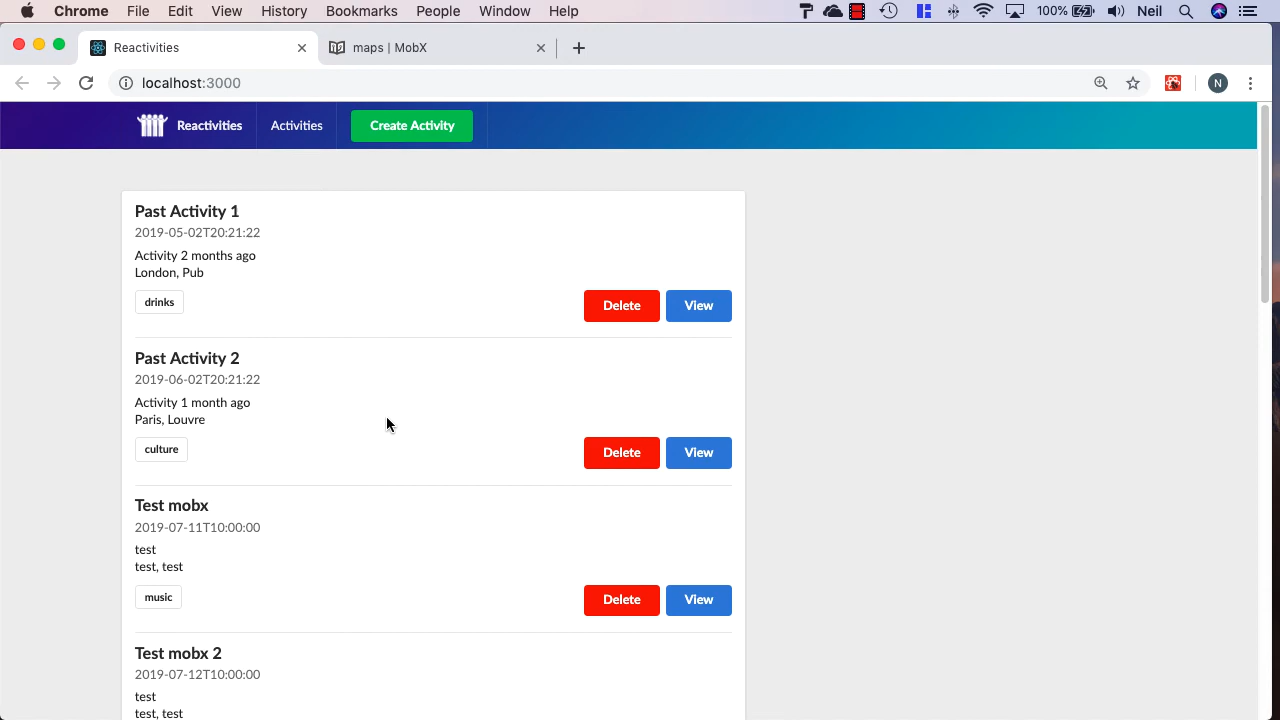 Chrome File Edit View History Bookmarks People Window Help 100% Neil
Reactivities maps | MobX
localhost:3000 N
Reactivities Activities Create Activity
Past Activity 1
2019-05-02T20:21:22
Activity 2 months ago
London, Pub
drinks Delete View
Past Activity 2
2019-06-02T20:21:22
Activity 1 month ago
Paris, Louvre
culture Delete View
Test mobx
2019-07-11T10:00:00
test
test, test
music Delete View
Test mobx 2
2019-07-12T10:00:00
test
test, test